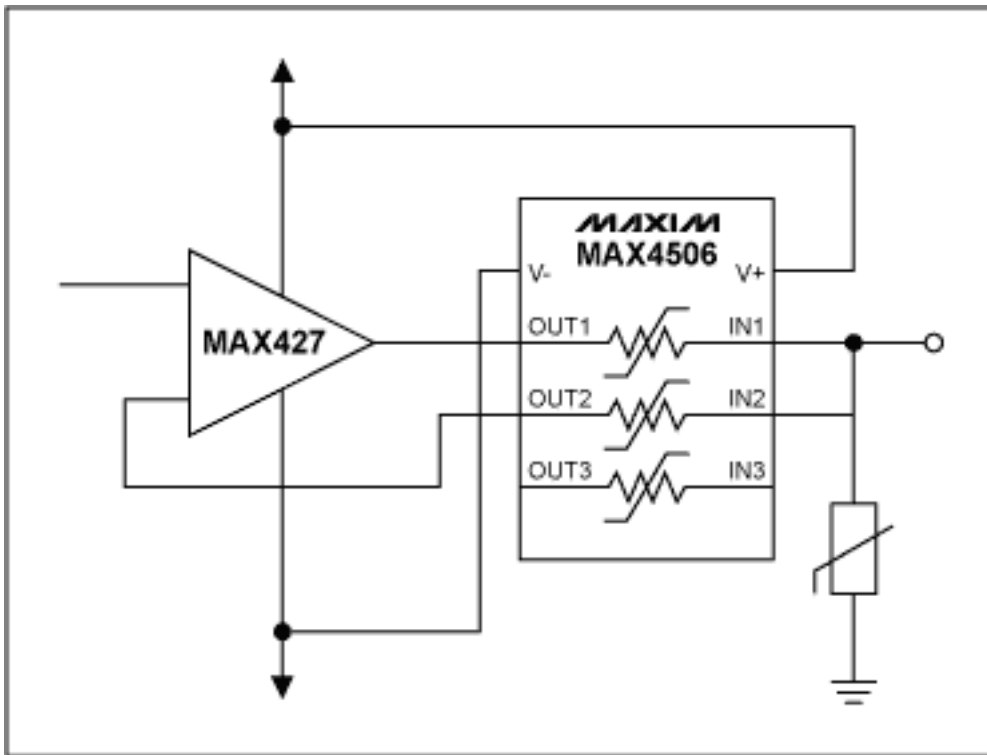 MAXIM
MAX4506
V- V+
MAX427
OUT1 IN1
OUT2 IN2
OUT3 IN3